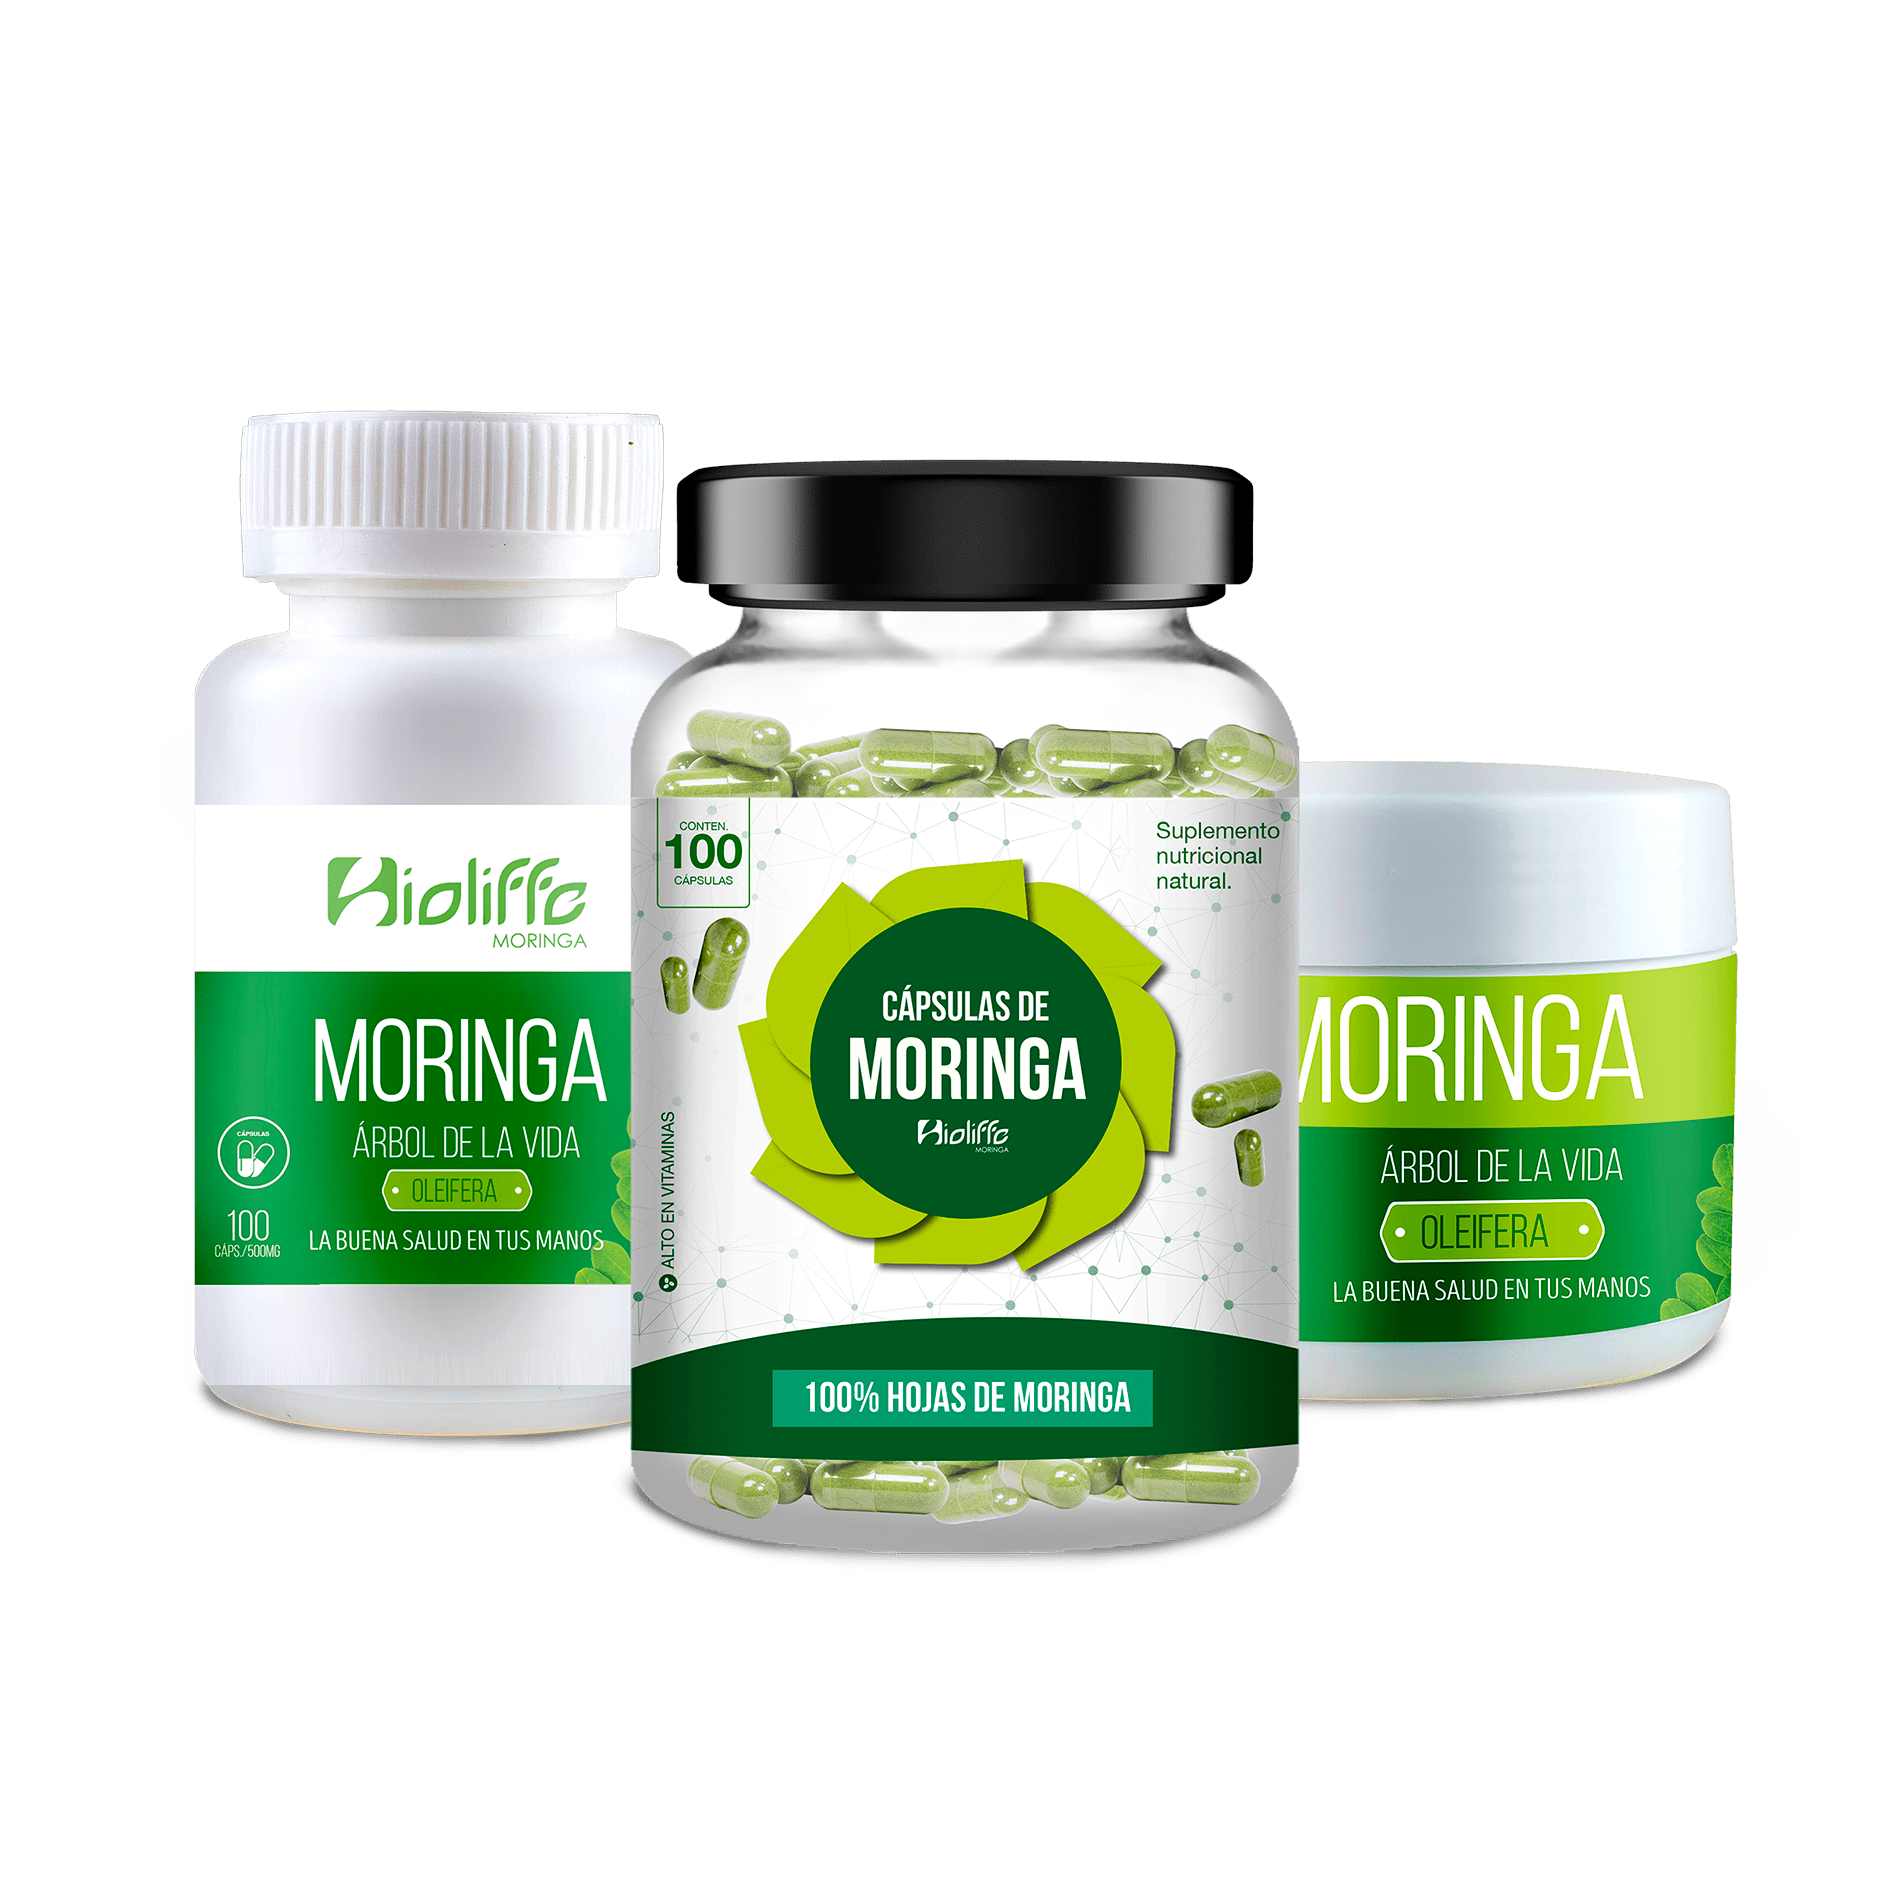 Hioliffe
MORINGA
MORINGA
ÁRBOL DE LA VIDA
OLEIFERA
LA BUENA SALUD EN TUS MANOS
CÁPSULAS
100
CÁPS./500MG
CONTEN.
100
CÁPSULAS
Suplemento
nutricional
natural.
CÁPSULAS DE
MORINGA
Hioliffe
MORINGA
ALTO EN VITAMINAS
100% HOJAS DE MORINGA
MORINGA
ÁRBOL DE LA VIDA
OLEIFERA
LA BUENA SALUD EN TUS MANOS